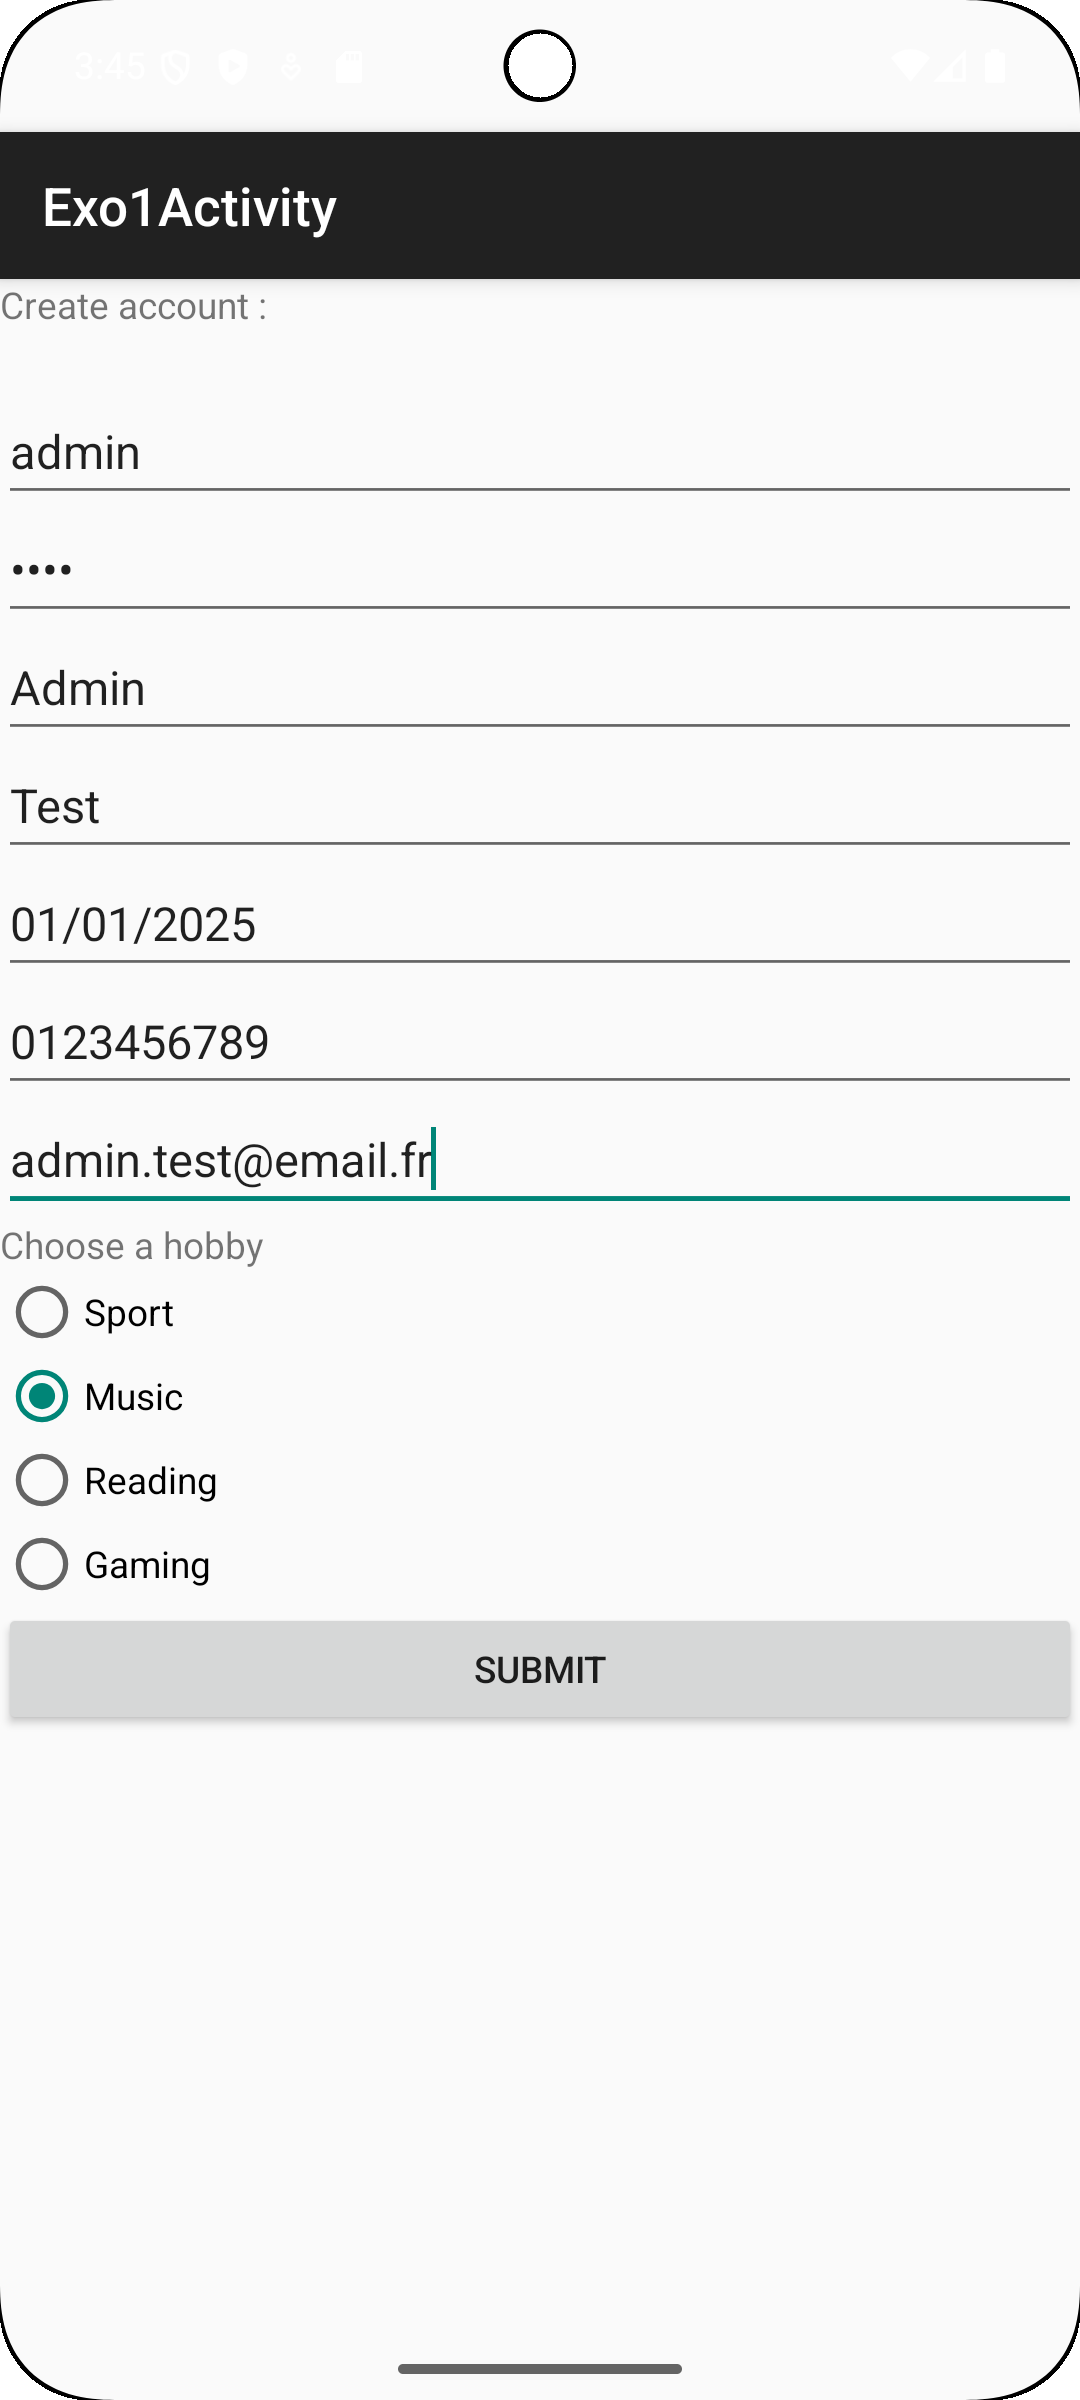 3:45
Exo1Activity
Create account :
admin
••••
Admin
Test
01/01/2025
0123456789
admin.test@email.fr
Choose a hobby
Sport
Music
Reading
Gaming
SUBMIT